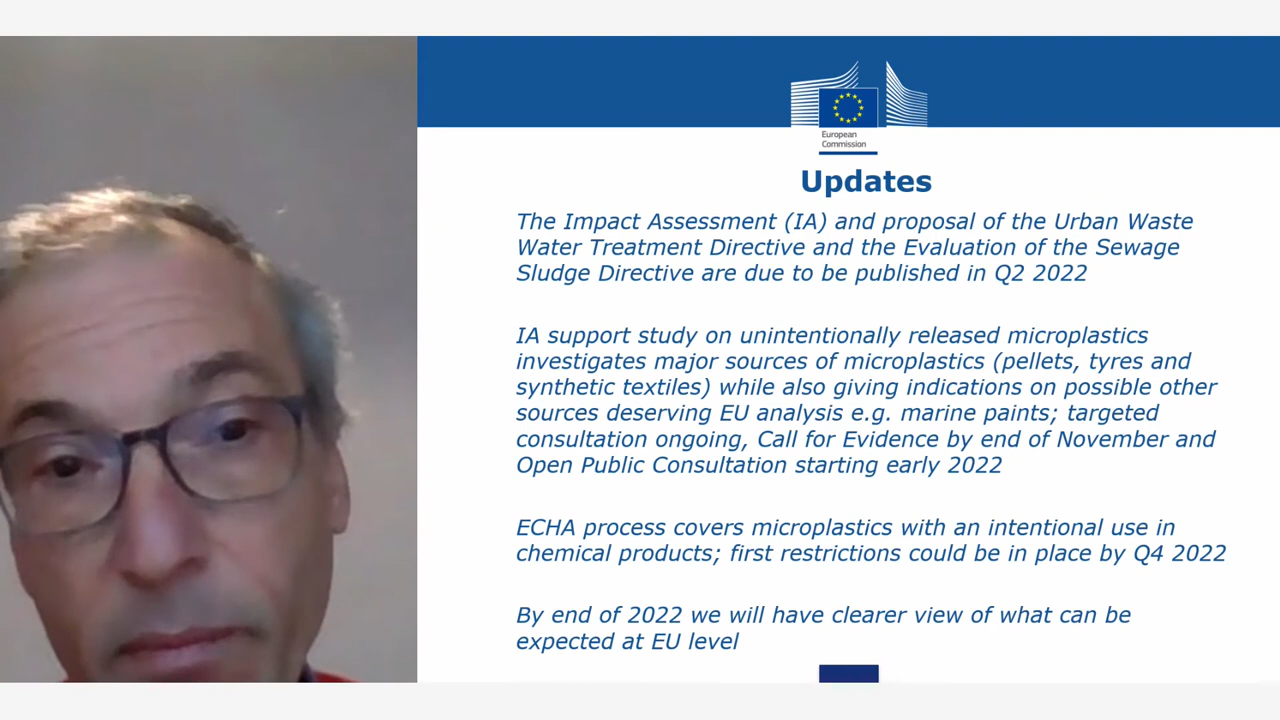 European
Commission
Updates
The Impact Assessment (IA) and proposal of the Urban Waste
Water Treatment Directive and the Evaluation of the Sewage
Sludge Directive are due to be published in Q2 2022
IA support study on unintentionally released microplastics
investigates major sources of microplastics (pellets, tyres and
synthetic textiles) while also giving indications on possible other
sources deserving EU analysis e.g. marine paints; targeted
consultation ongoing, Call for Evidence by end of November and
Open Public Consultation starting early 2022
ECHA process covers microplastics with an intentional use in
chemical products; first restrictions could be in place by Q4 2022
By end of 2022 we will have clearer view of what can be
expected at EU level